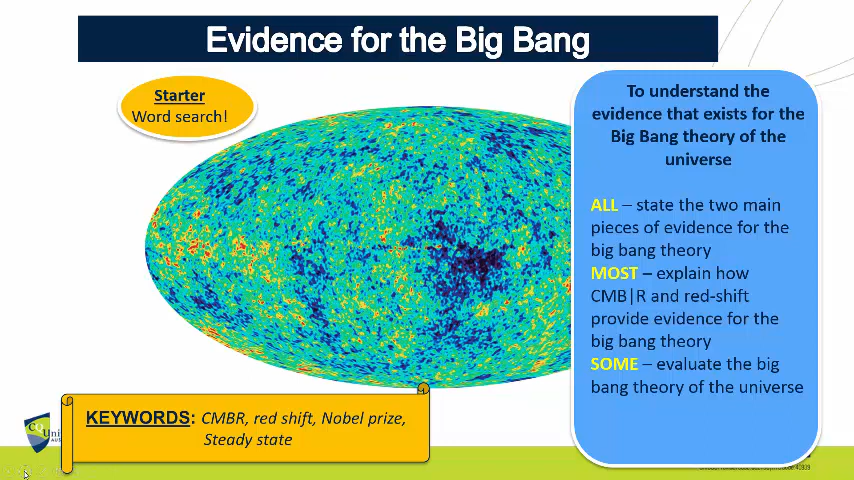 Evidence for the Big Bang
Starter
Word search!
To understand the
evidence that exists for the
Big Bang theory of the
universe
ALL – state the two main
pieces of evidence for the
big bang theory
MOST – explain how
CMB|R and red-shift
provide evidence for the
big bang theory
SOME – evaluate the big
bang theory of the universe
KEYWORDS: CMBR, red shift, Nobel prize,
Steady state
CQ
Uni